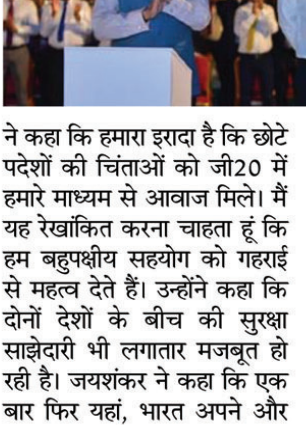 ने कहा कि हमारा इरादा है कि छोटे
पदेशों की चिंताओं को जी20 में
हमारे माध्यम से आवाज मिले। मैं
यह रेखांकित करना चाहता हूं कि
हम बहुपक्षीय सहयोग को गहराई
से महत्व देते हैं। उन्होंने कहा कि
दोनों देशों के बीच की सुरक्षा
साझेदारी भी लगातार मजबूत हो
रही है। जयशंकर ने कहा कि एक
बार फिर यहां, भारत अपने और